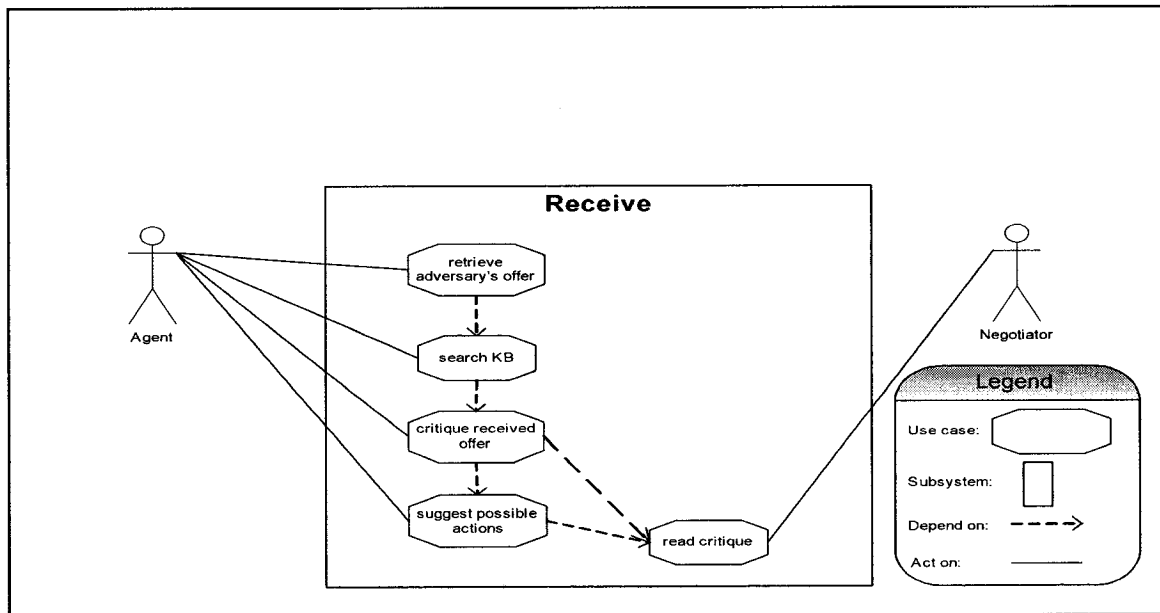 Receive
retrieve
adversary's offer
Agent
Negotiator
search KB
critique received
offer
suggest possible
actions
read critique
Legend
Use case:
Subsystem:
Depend on:
Act on: